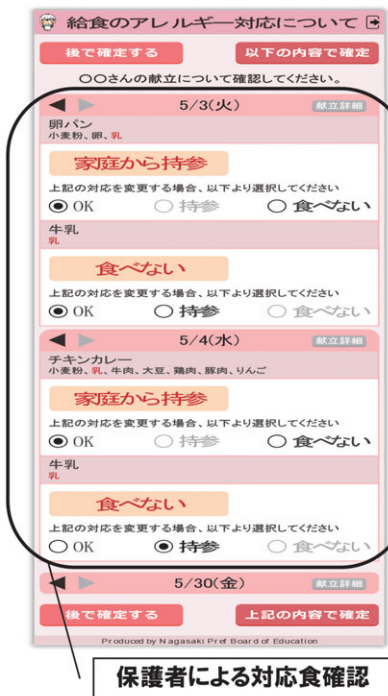 給食のアレルギー対応について
後で確定する 以下の内容で確定
〇〇さんの献立について確認してください。
5/3(火) 献立詳細
卵パン
小麦粉、卵、乳
家庭から持参
上記の対応を変更する場合、以下より選択してください
OK 持参 食べない
牛乳
乳
食べない
上記の対応を変更する場合、以下より選択してください
OK 持参 食べない
5/4(水) 献立詳細
チキンカレー
小麦粉、乳、牛肉、大豆、鶏肉、豚肉、りんご
家庭から持参
上記の対応を変更する場合、以下より選択してください
OK 持参 食べない
牛乳
乳
食べない
上記の対応を変更する場合、以下より選択してください
OK 持参 食べない
5/30(金) 献立詳細
後で確定する 上記の内容で確定
Produced by Nagasaki Pref Board of Education
保護者による対応食確認